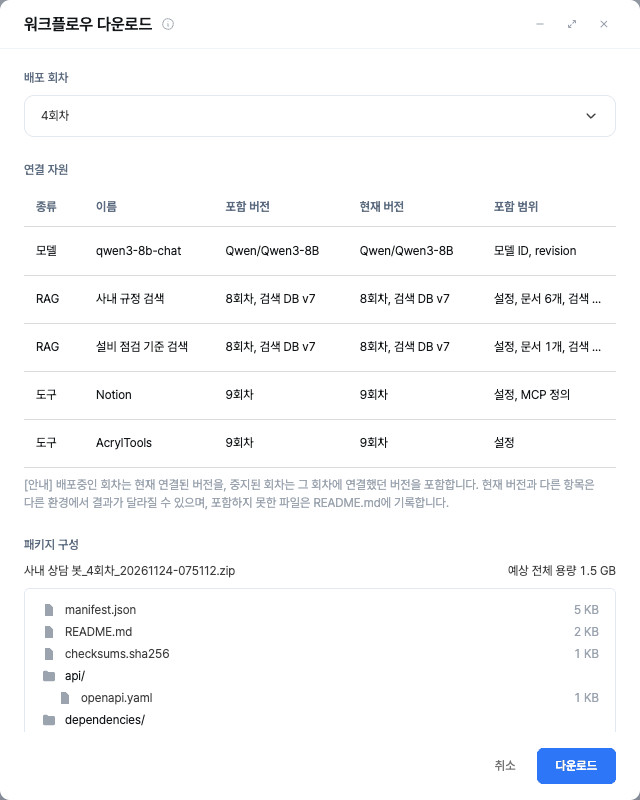 워크플로우 다운로드
배포 회차
4회차
연결 자원
종류 이름 포함 버전 현재 버전 포함 범위
모델 qwen3-8b-chat Qwen/Qwen3-8B Qwen/Qwen3-8B 모델 ID, revision
RAG 사내 규정 검색 8회차, 검색 DB v7 8회차, 검색 DB v7 설정, 문서 6개, 검색 ...
RAG 설비 점검 기준 검색 8회차, 검색 DB v7 8회차, 검색 DB v7 설정, 문서 1개, 검색 ...
도구 Notion 9회차 9회차 설정, MCP 정의
도구 AcrylTools 9회차 9회차 설정
[안내] 배포중인 회차는 현재 연결된 버전을, 중지된 회차는 그 회차에 연결했던 버전을 포함합니다. 현재 버전과 다른 항목은
다른 환경에서 결과가 달라질 수 있으며, 포함하지 못한 파일은 README.md에 기록합니다.
패키지 구성
사내 상담 봇_4회차_20261124-075112.zip 예상 전체 용량 1.5 GB
manifest.json 5 KB
README.md 2 KB
checksums.sha256 1 KB
api/
openapi.yaml 1 KB
dependencies/
취소 다운로드